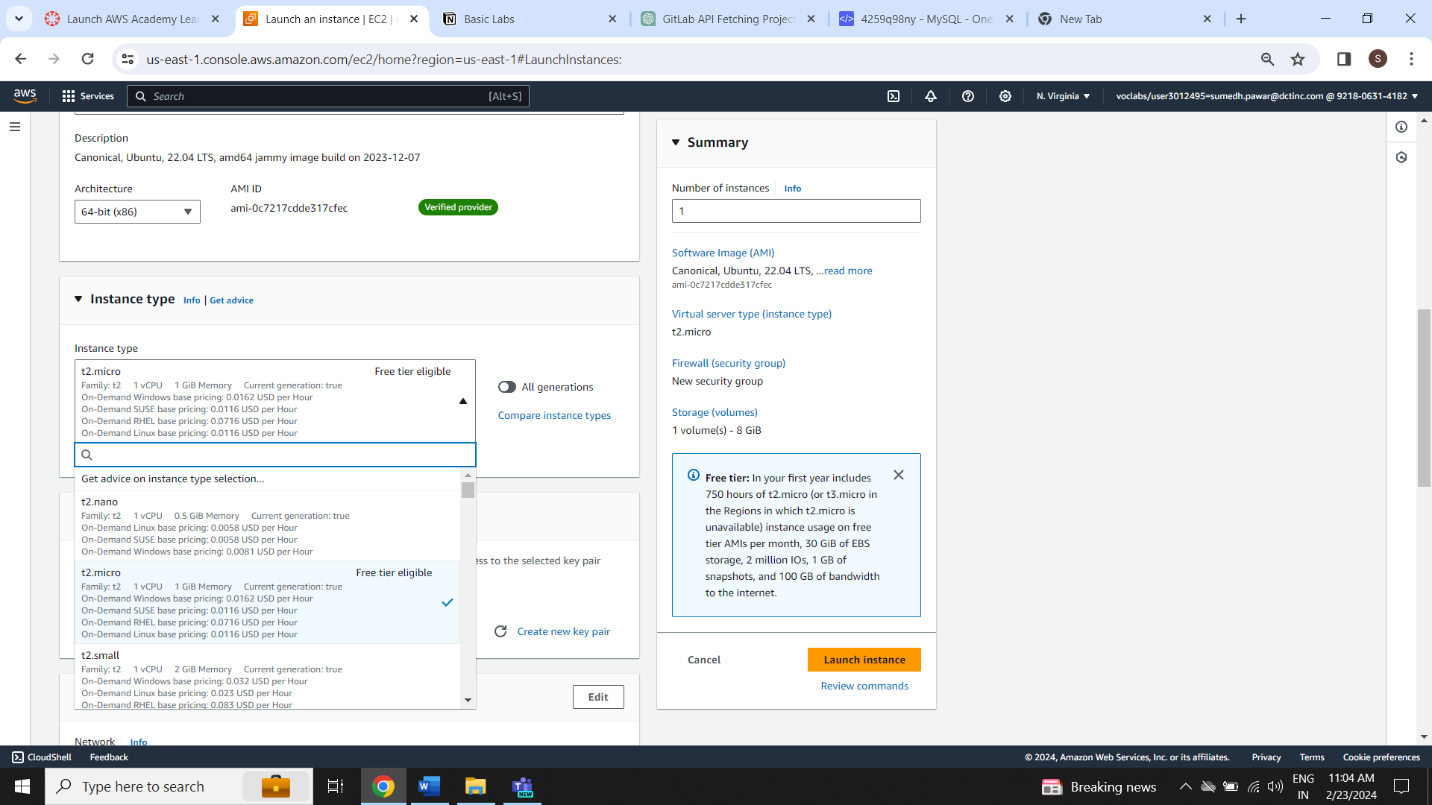 Launch AWS Academy Lea
Launch an instance | EC2 |
Basic Labs
GitLab API Fetching Project
4259q98ny - MySQL - One
New Tab
us-east-1.console.aws.amazon.com/ec2/home?region=us-east-1#LaunchInstances:
S
aws
Services
Search
[Alt+S]
N. Virginia
voclabs/user3012495=sumedh.pawar@dctinc.com @ 9218-0631-4182
Description
Canonical, Ubuntu, 22.04 LTS, amd64 jammy image build on 2023-12-07
Architecture
AMI ID
64-bit (x86)
ami-0c7217cdde317cfec
Verified provider
Instance type Info | Get advice
Instance type
t2.micro Free tier eligible
Family: t2 1 vCPU 1 GiB Memory Current generation: true
On-Demand Windows base pricing: 0.0162 USD per Hour
On-Demand SUSE base pricing: 0.0116 USD per Hour
On-Demand RHEL base pricing: 0.0716 USD per Hour
On-Demand Linux base pricing: 0.0116 USD per Hour
All generations
Compare instance types
Get advice on instance type selection...
t2.nano
Family: t2 1 vCPU 0.5 GiB Memory Current generation: true
On-Demand Linux base pricing: 0.0058 USD per Hour
On-Demand SUSE base pricing: 0.0058 USD per Hour
On-Demand Windows base pricing: 0.0081 USD per Hour
t2.micro Free tier eligible
Family: t2 1 vCPU 1 GiB Memory Current generation: true
On-Demand Windows base pricing: 0.0162 USD per Hour
On-Demand SUSE base pricing: 0.0116 USD per Hour
On-Demand RHEL base pricing: 0.0716 USD per Hour
On-Demand Linux base pricing: 0.0116 USD per Hour
t2.small
Family: t2 1 vCPU 2 GiB Memory Current generation: true
On-Demand Windows base pricing: 0.032 USD per Hour
On-Demand Linux base pricing: 0.023 USD per Hour
On-Demand RHEL base pricing: 0.083 USD per Hour
ess to the selected key pair
Create new key pair
Edit
Network Info
Summary
Number of instances Info
1
Software Image (AMI)
Canonical, Ubuntu, 22.04 LTS, ...read more
ami-0c7217cdde317cfec
Virtual server type (instance type)
t2.micro
Firewall (security group)
New security group
Storage (volumes)
1 volume(s) - 8 GiB
Free tier: In your first year includes
750 hours of t2.micro (or t3.micro in
the Regions in which t2.micro is
unavailable) instance usage on free
tier AMIs per month, 30 GiB of EBS
storage, 2 million IOs, 1 GB of
snapshots, and 100 GB of bandwidth
to the internet.
Cancel
Launch instance
Review commands
CloudShell
Feedback
© 2024, Amazon Web Services, Inc. or its affiliates.
Privacy
Terms
Cookie preferences
Type here to search
Breaking news
ENG
IN
11:04 AM
2/23/2024